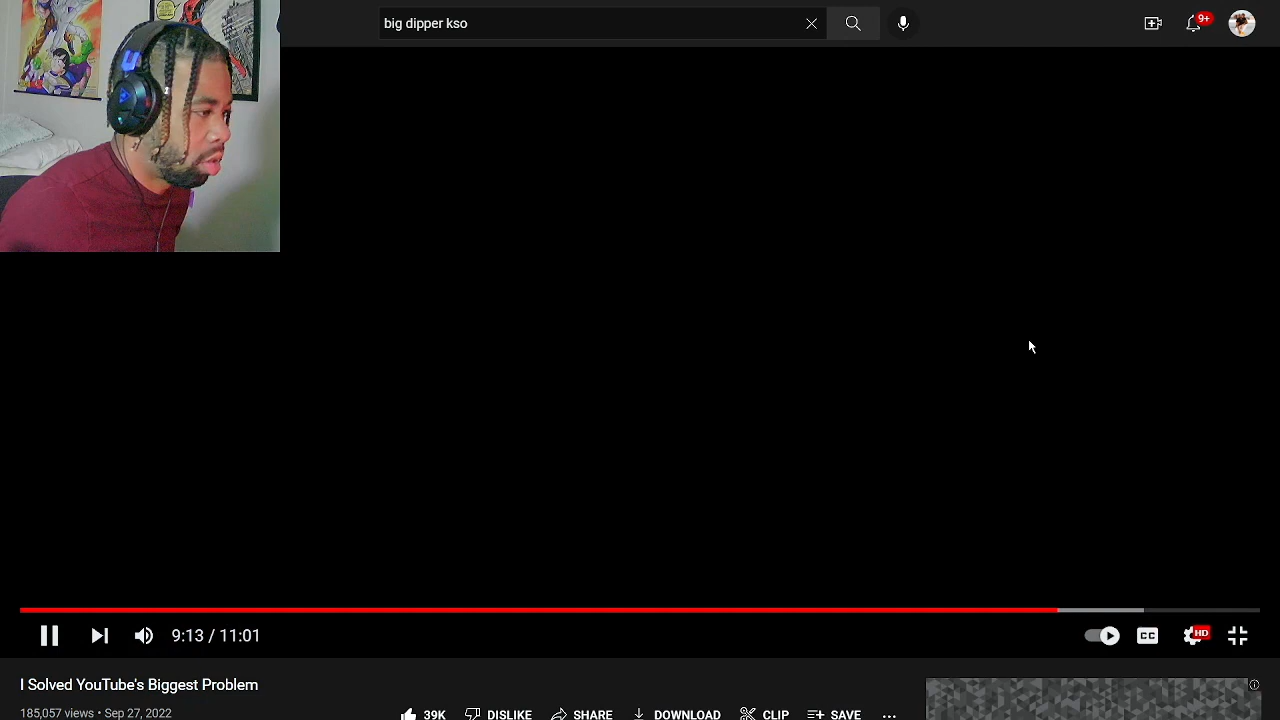 big dipper kso
9+
9:13 / 11:01
CC
HD
I Solved YouTube's Biggest Problem
185,057 views • Sep 27, 2022
39K DISLIKE SHARE DOWNLOAD CLIP SAVE ...